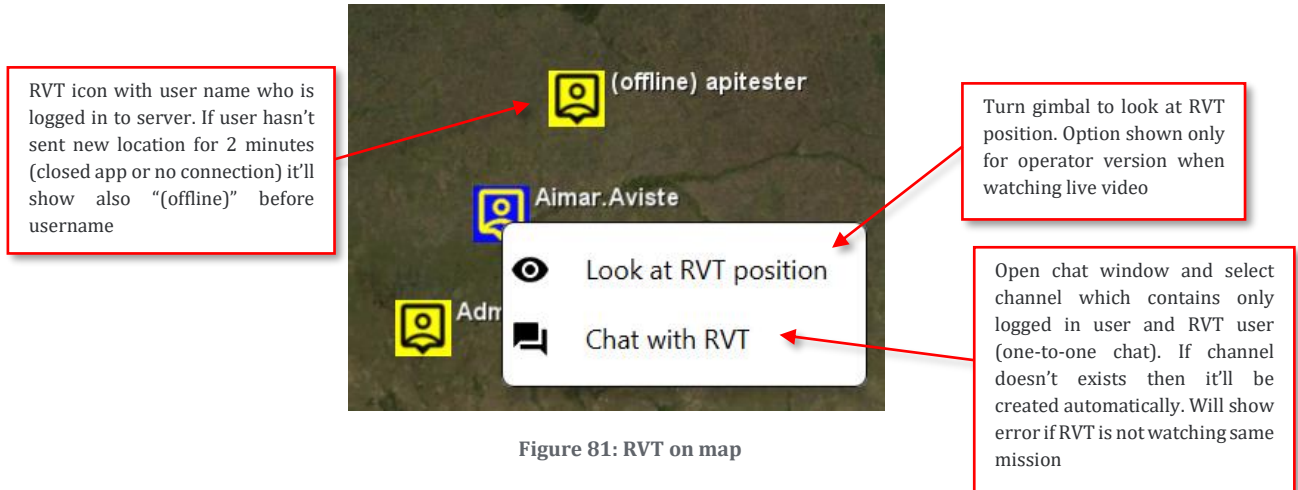 RVT icon with user name who is
logged in to server. If user hasn't
sent new location for 2 minutes
(closed app or no connection) it'll
show also “(offline)” before
username
(offline) apitester
Aimar.Aviste
Adm
Look at RVT position
Chat with RVT
Turn gimbal to look at RVT
position. Option shown only
for operator version when
watching live video
Open chat window and select
channel which contains only
logged in user and RVT user
(one-to-one chat). If channel
doesn't exists then it'll be
created automatically. Will show
error if RVT is not watching same
mission
Figure 81: RVT on map